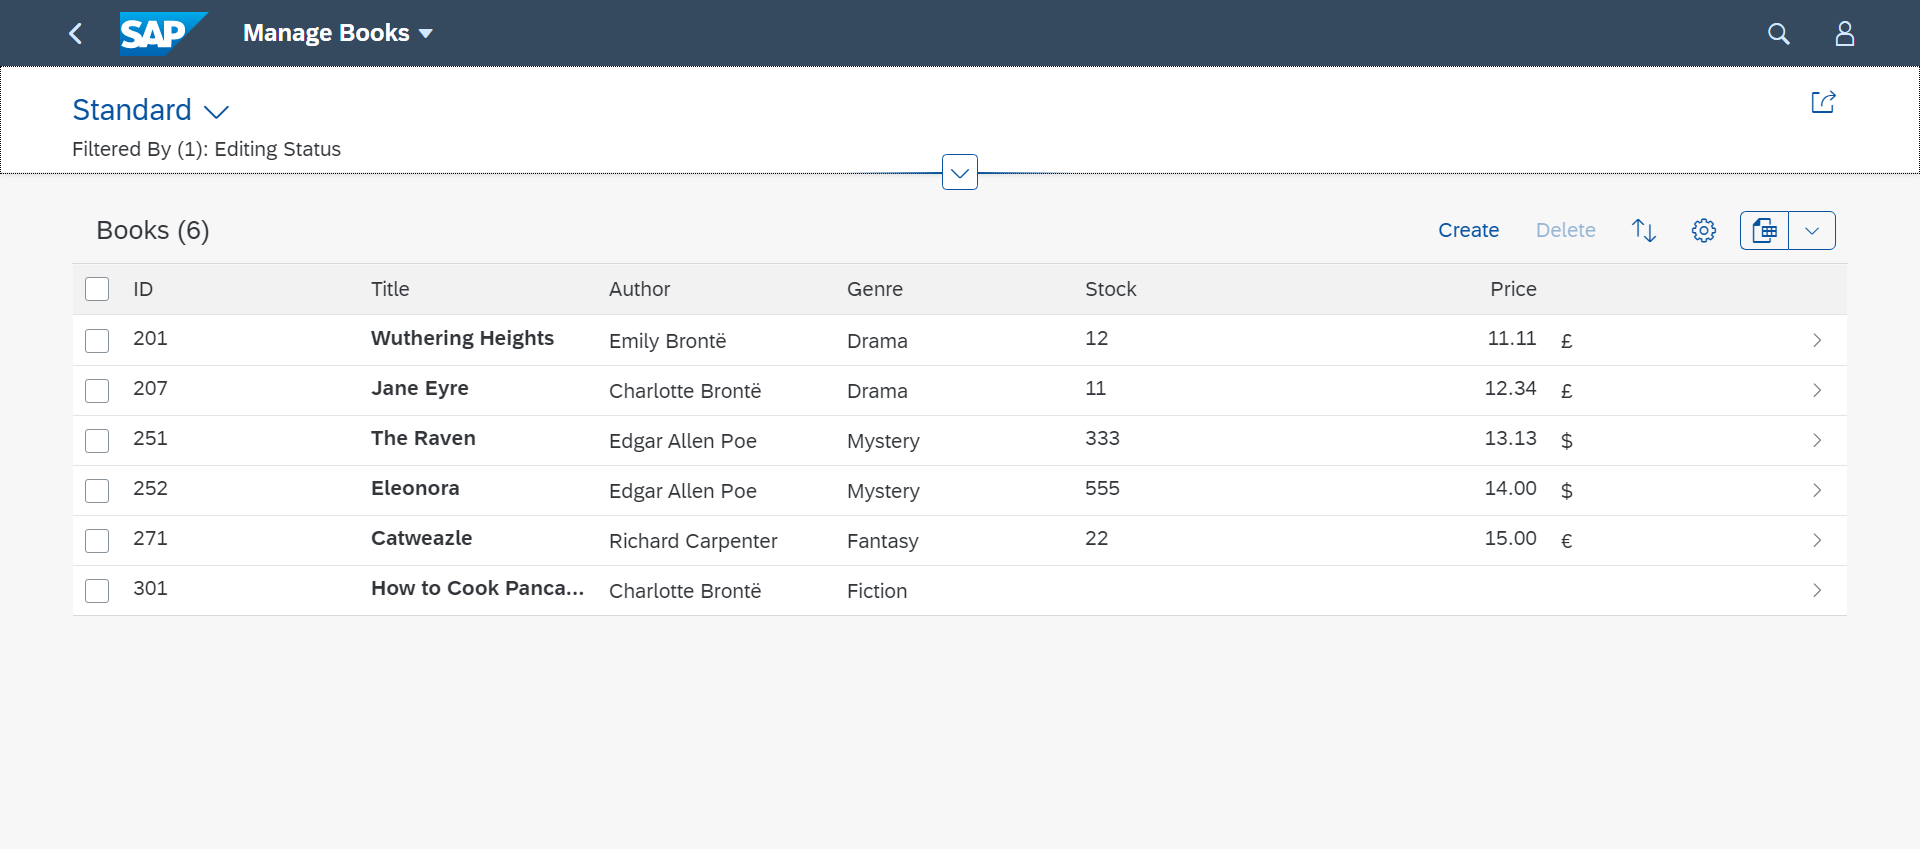 SAP Manage Books
Standard
Filtered By (1): Editing Status
Books (6) Create Delete
ID Title Author Genre Stock Price
201 Wuthering Heights Emily Brontë Drama 12 11.11 £
207 Jane Eyre Charlotte Brontë Drama 11 12.34 £
251 The Raven Edgar Allen Poe Mystery 333 13.13 $
252 Eleonora Edgar Allen Poe Mystery 555 14.00 $
271 Catweazle Richard Carpenter Fantasy 22 15.00 €
301 How to Cook Panca... Charlotte Brontë Fiction